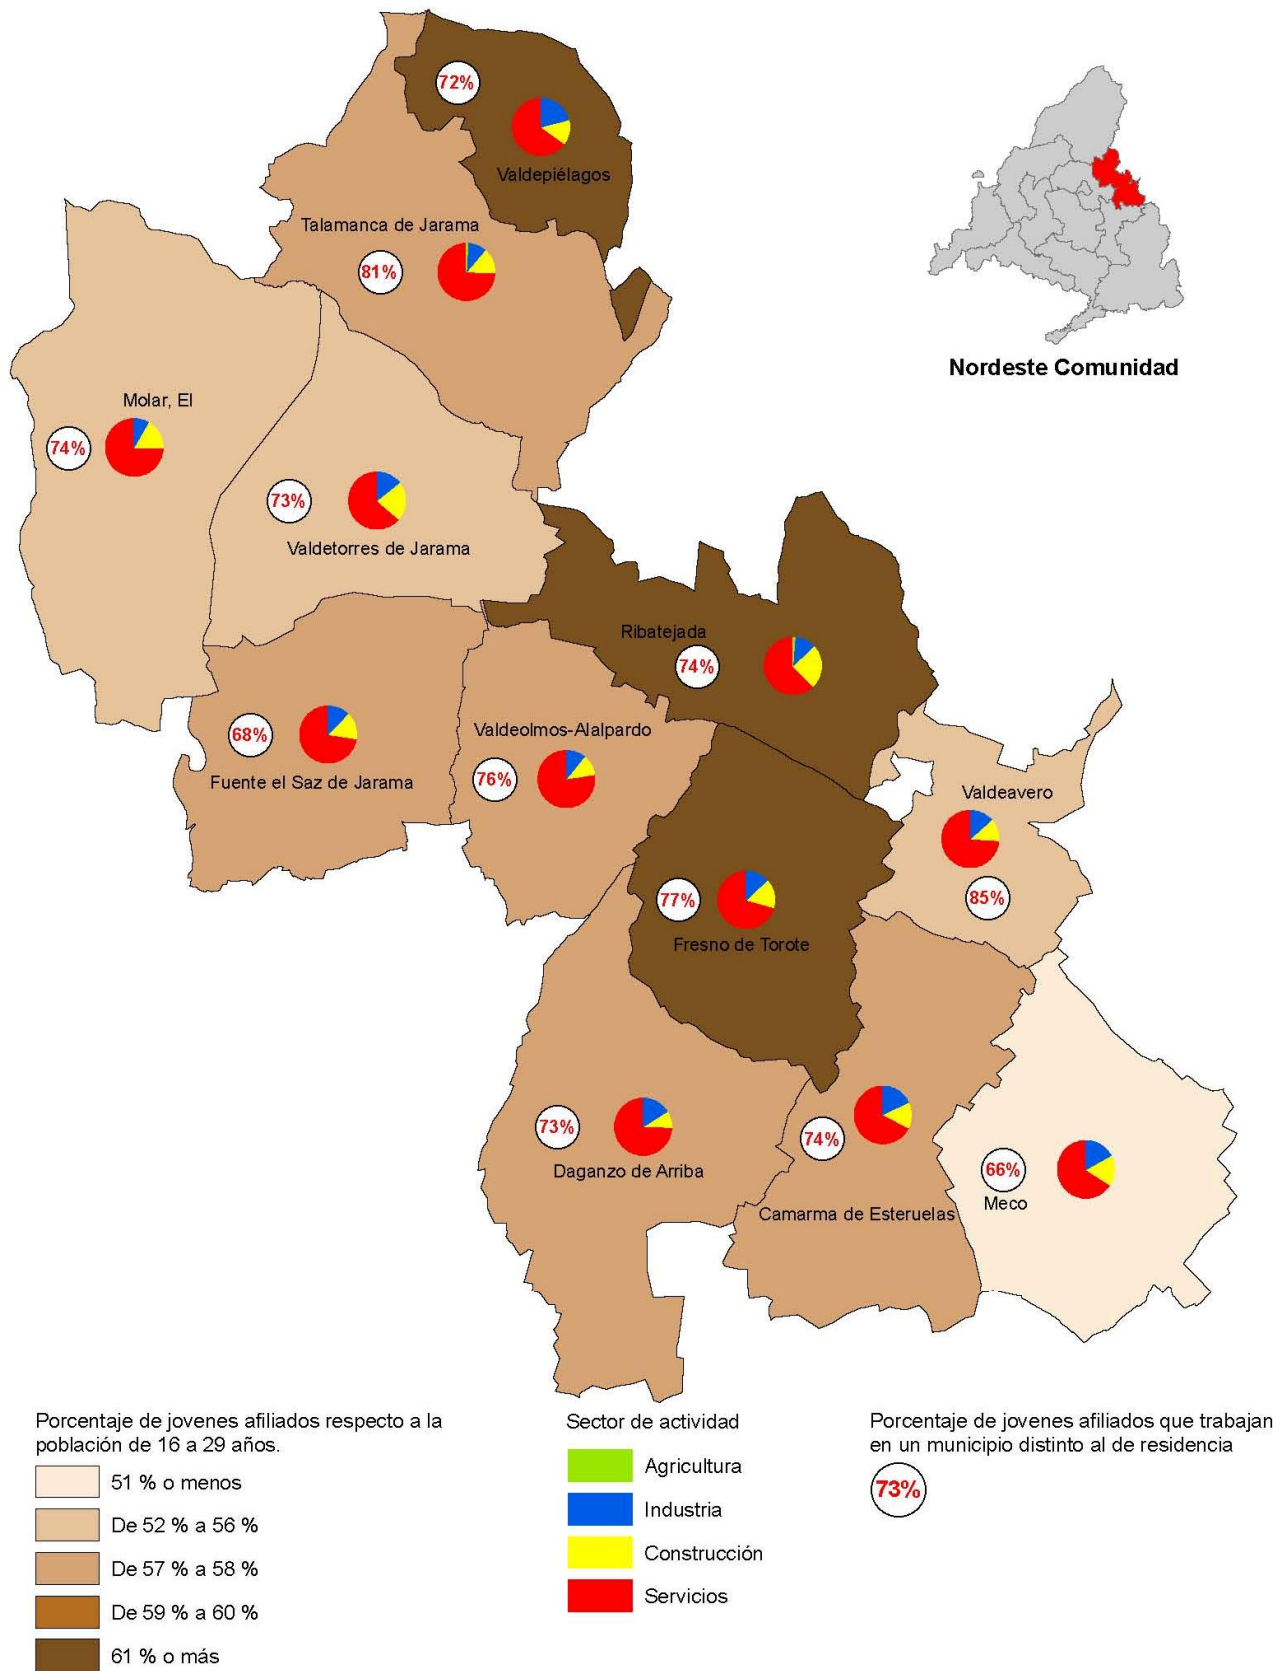 72%
Valdepiélagos
Talamanca de Jarama
81%
Nordeste Comunidad
Molar, El
74%
73%
Valdetorres de Jarama
Ribatejada
74%
68%
Fuente el Saz de Jarama
Valdeolmos-Alalpardo
76%
Valdeavero
85%
77%
Fresno de Torote
73%
Daganzo de Arriba
74%
Camarma de Esteruelas
66%
Meco
Porcentaje de jovenes afiliados respecto a la
población de 16 a 29 años.
51 % o menos
De 52 % a 56 %
De 57 % a 58 %
De 59 % a 60 %
61 % o más
Sector de actividad
Agricultura
Industria
Construcción
Servicios
Porcentaje de jovenes afiliados que trabajan
en un municipio distinto al de residencia
73%